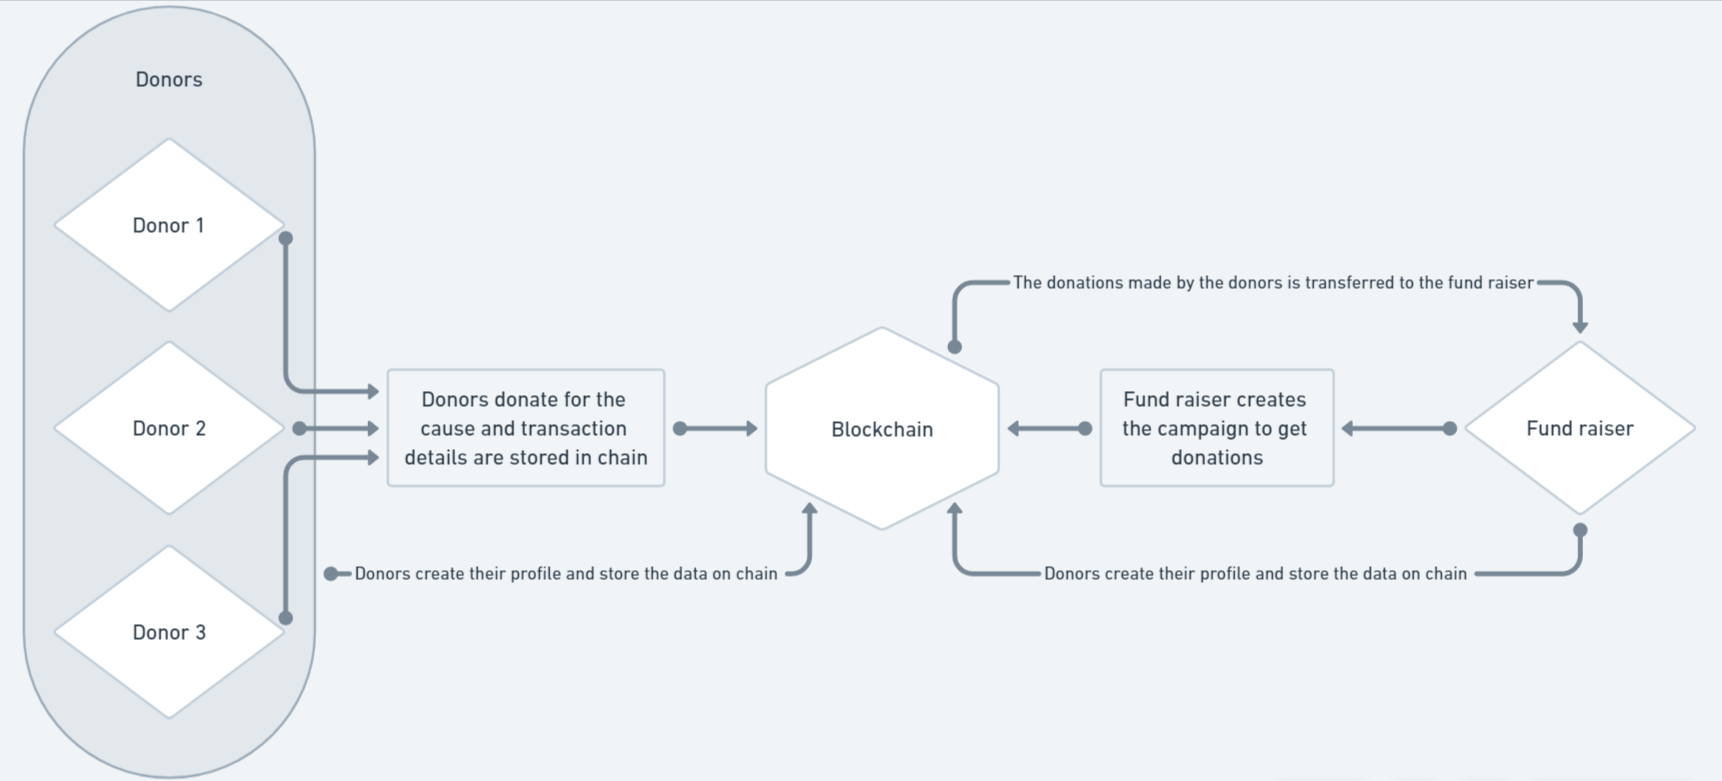 Donors
Donor 1
Donor 2
Donor 3
Donors donate for the
cause and transaction
details are stored in chain
Donors create their profile and store the data on chain
Blockchain
The donations made by the donors is transferred to the fund raiser
Fund raiser creates
the campaign to get
donations
Fund raiser
Donors create their profile and store the data on chain